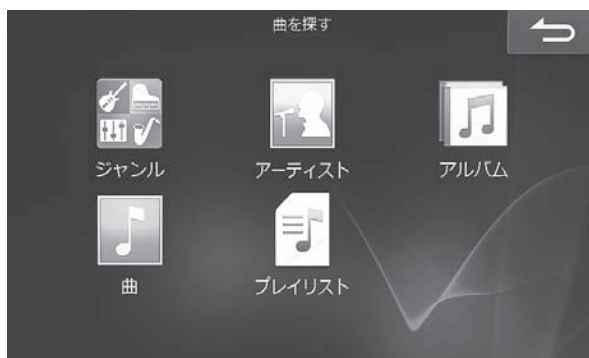 曲を探す
ジャンル
アーティスト
アルバム
曲
プレイリスト